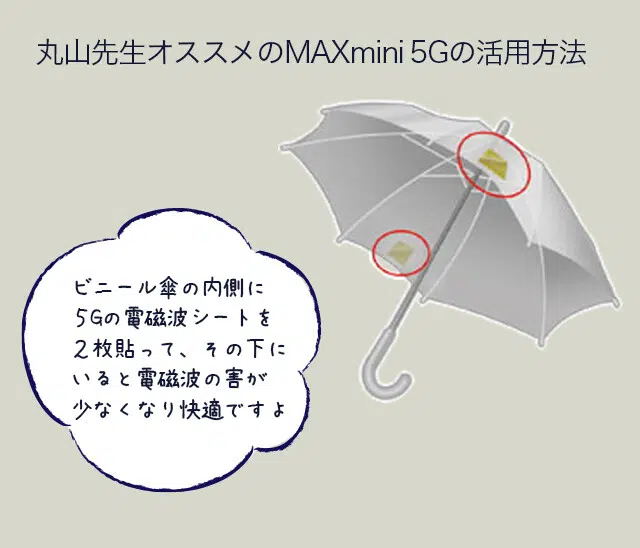 丸山先生オススメのMAXmini 5Gの活用方法
ビニール傘の内側に
5Gの電磁波シートを
2枚貼って、その下に
いると電磁波の害が
少なくなり快適ですよ